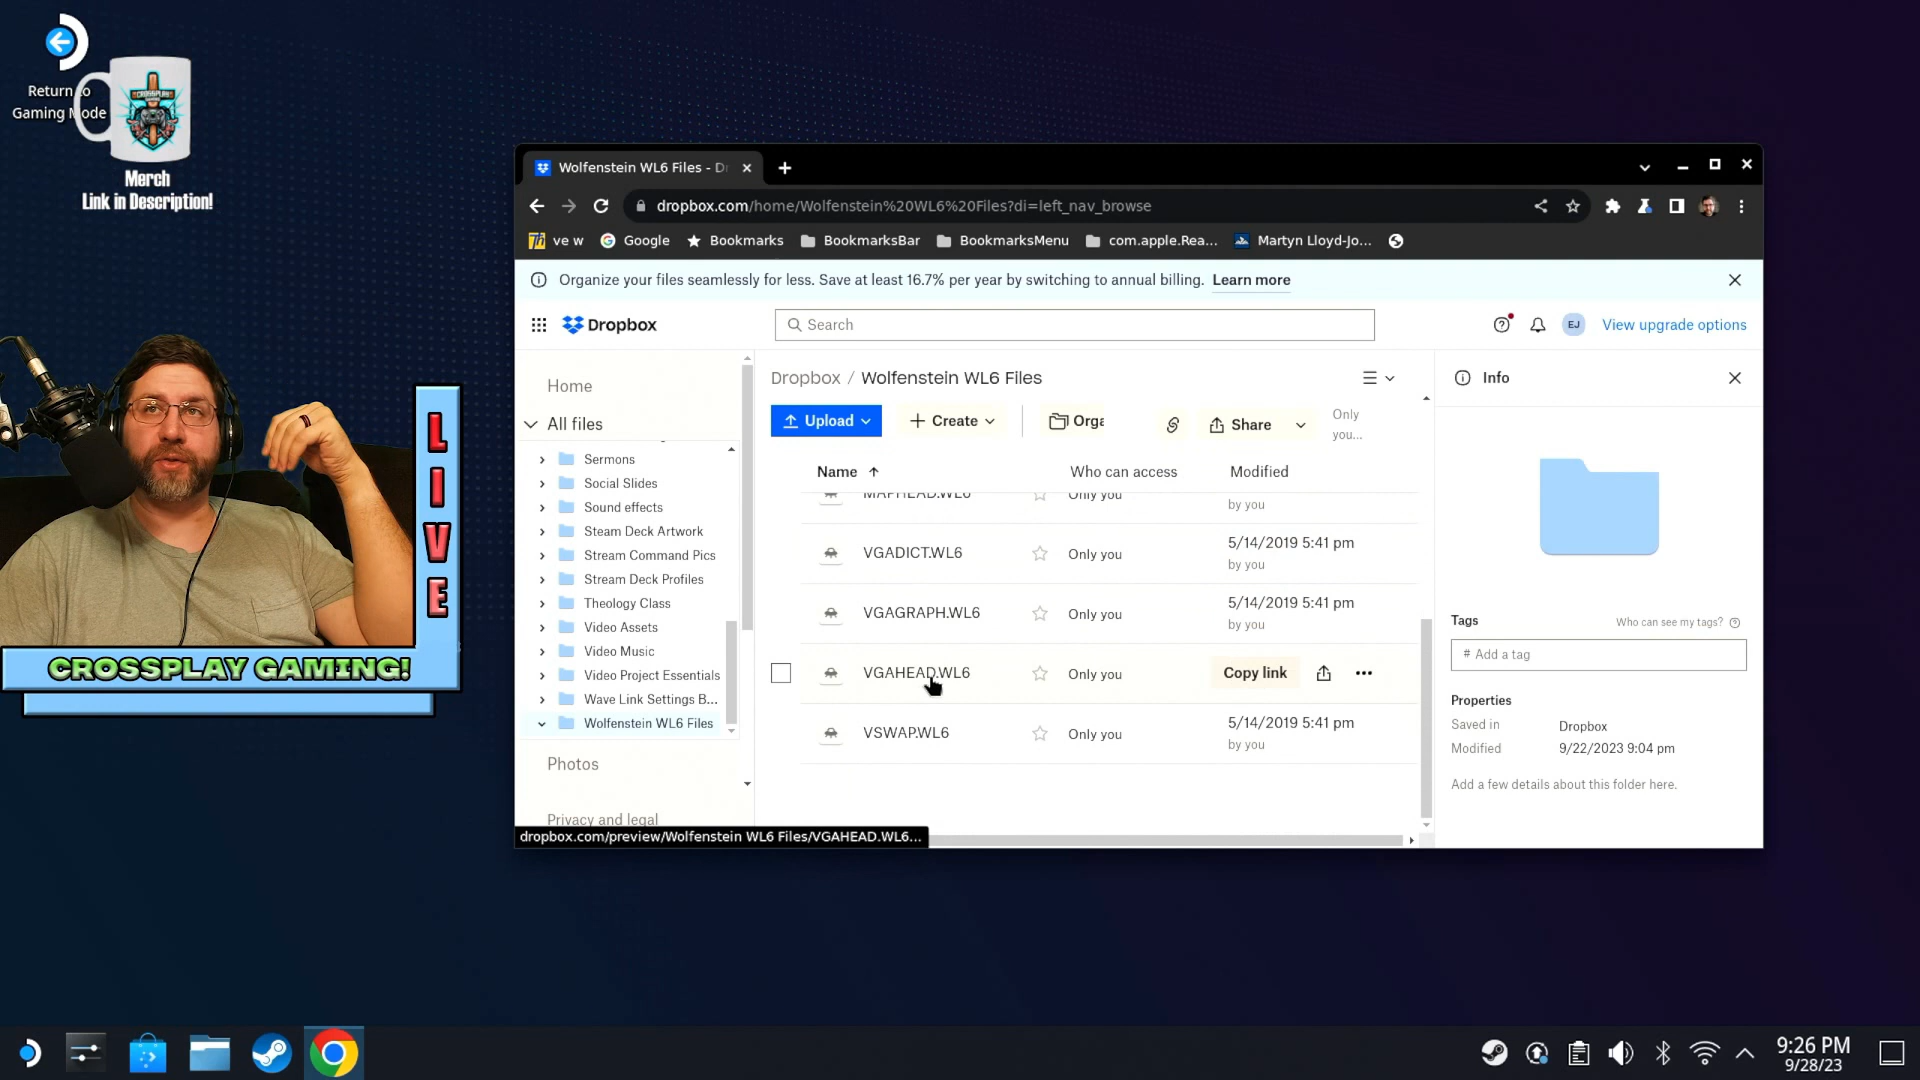 Return to
Gaming Mode
CROSSPLAY
Merch
Link in Description!
LIVE
CROSSPLAY GAMING!
Wolfenstein WL6 Files - Dr
dropbox.com/home/Wolfenstein%20WL6%20Files?di=left_nav_browse
ve w
Google
Bookmarks
BookmarksBar
BookmarksMenu
com.apple.Rea...
Martyn Lloyd-Jo...
Organize your files seamlessly for less. Save at least 16.7% per year by switching to annual billing. Learn more
Dropbox
Search
EJ
View upgrade options
Home
All files
Sermons
Social Slides
Sound effects
Steam Deck Artwork
Stream Command Pics
Stream Deck Profiles
Theology Class
Video Assets
Video Music
Video Project Essentials
Wave Link Settings B...
Wolfenstein WL6 Files
Photos
Privacy and legal
dropbox.com/preview/Wolfenstein WL6 Files/VGAHEAD.WL6...
Dropbox / Wolfenstein WL6 Files
Upload
Create
Orga
Share
Only
you...
Name
Who can access
Modified
MAPHEAD.WL6
Only you
by you
VGADICT.WL6
Only you
5/14/2019 5:41 pm
by you
VGAGRAPH.WL6
Only you
5/14/2019 5:41 pm
by you
VGAHEAD.WL6
Only you
Copy link
VSWAP.WL6
Only you
5/14/2019 5:41 pm
by you
Info
Tags
Who can see my tags?
# Add a tag
Properties
Saved in
Dropbox
Modified
9/22/2023 9:04 pm
Add a few details about this folder here.
9:26 PM
9/28/23